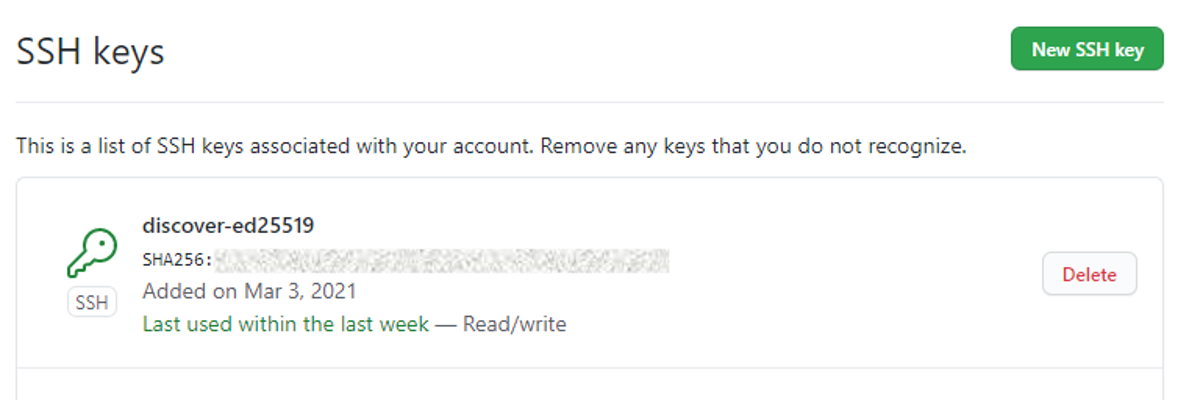 SSH keys
New SSH key
This is a list of SSH keys associated with your account. Remove any keys that you do not recognize.
discover-ed25519
SHA256:
Added on Mar 3, 2021
SSH
Last used within the last week — Read/write
Delete